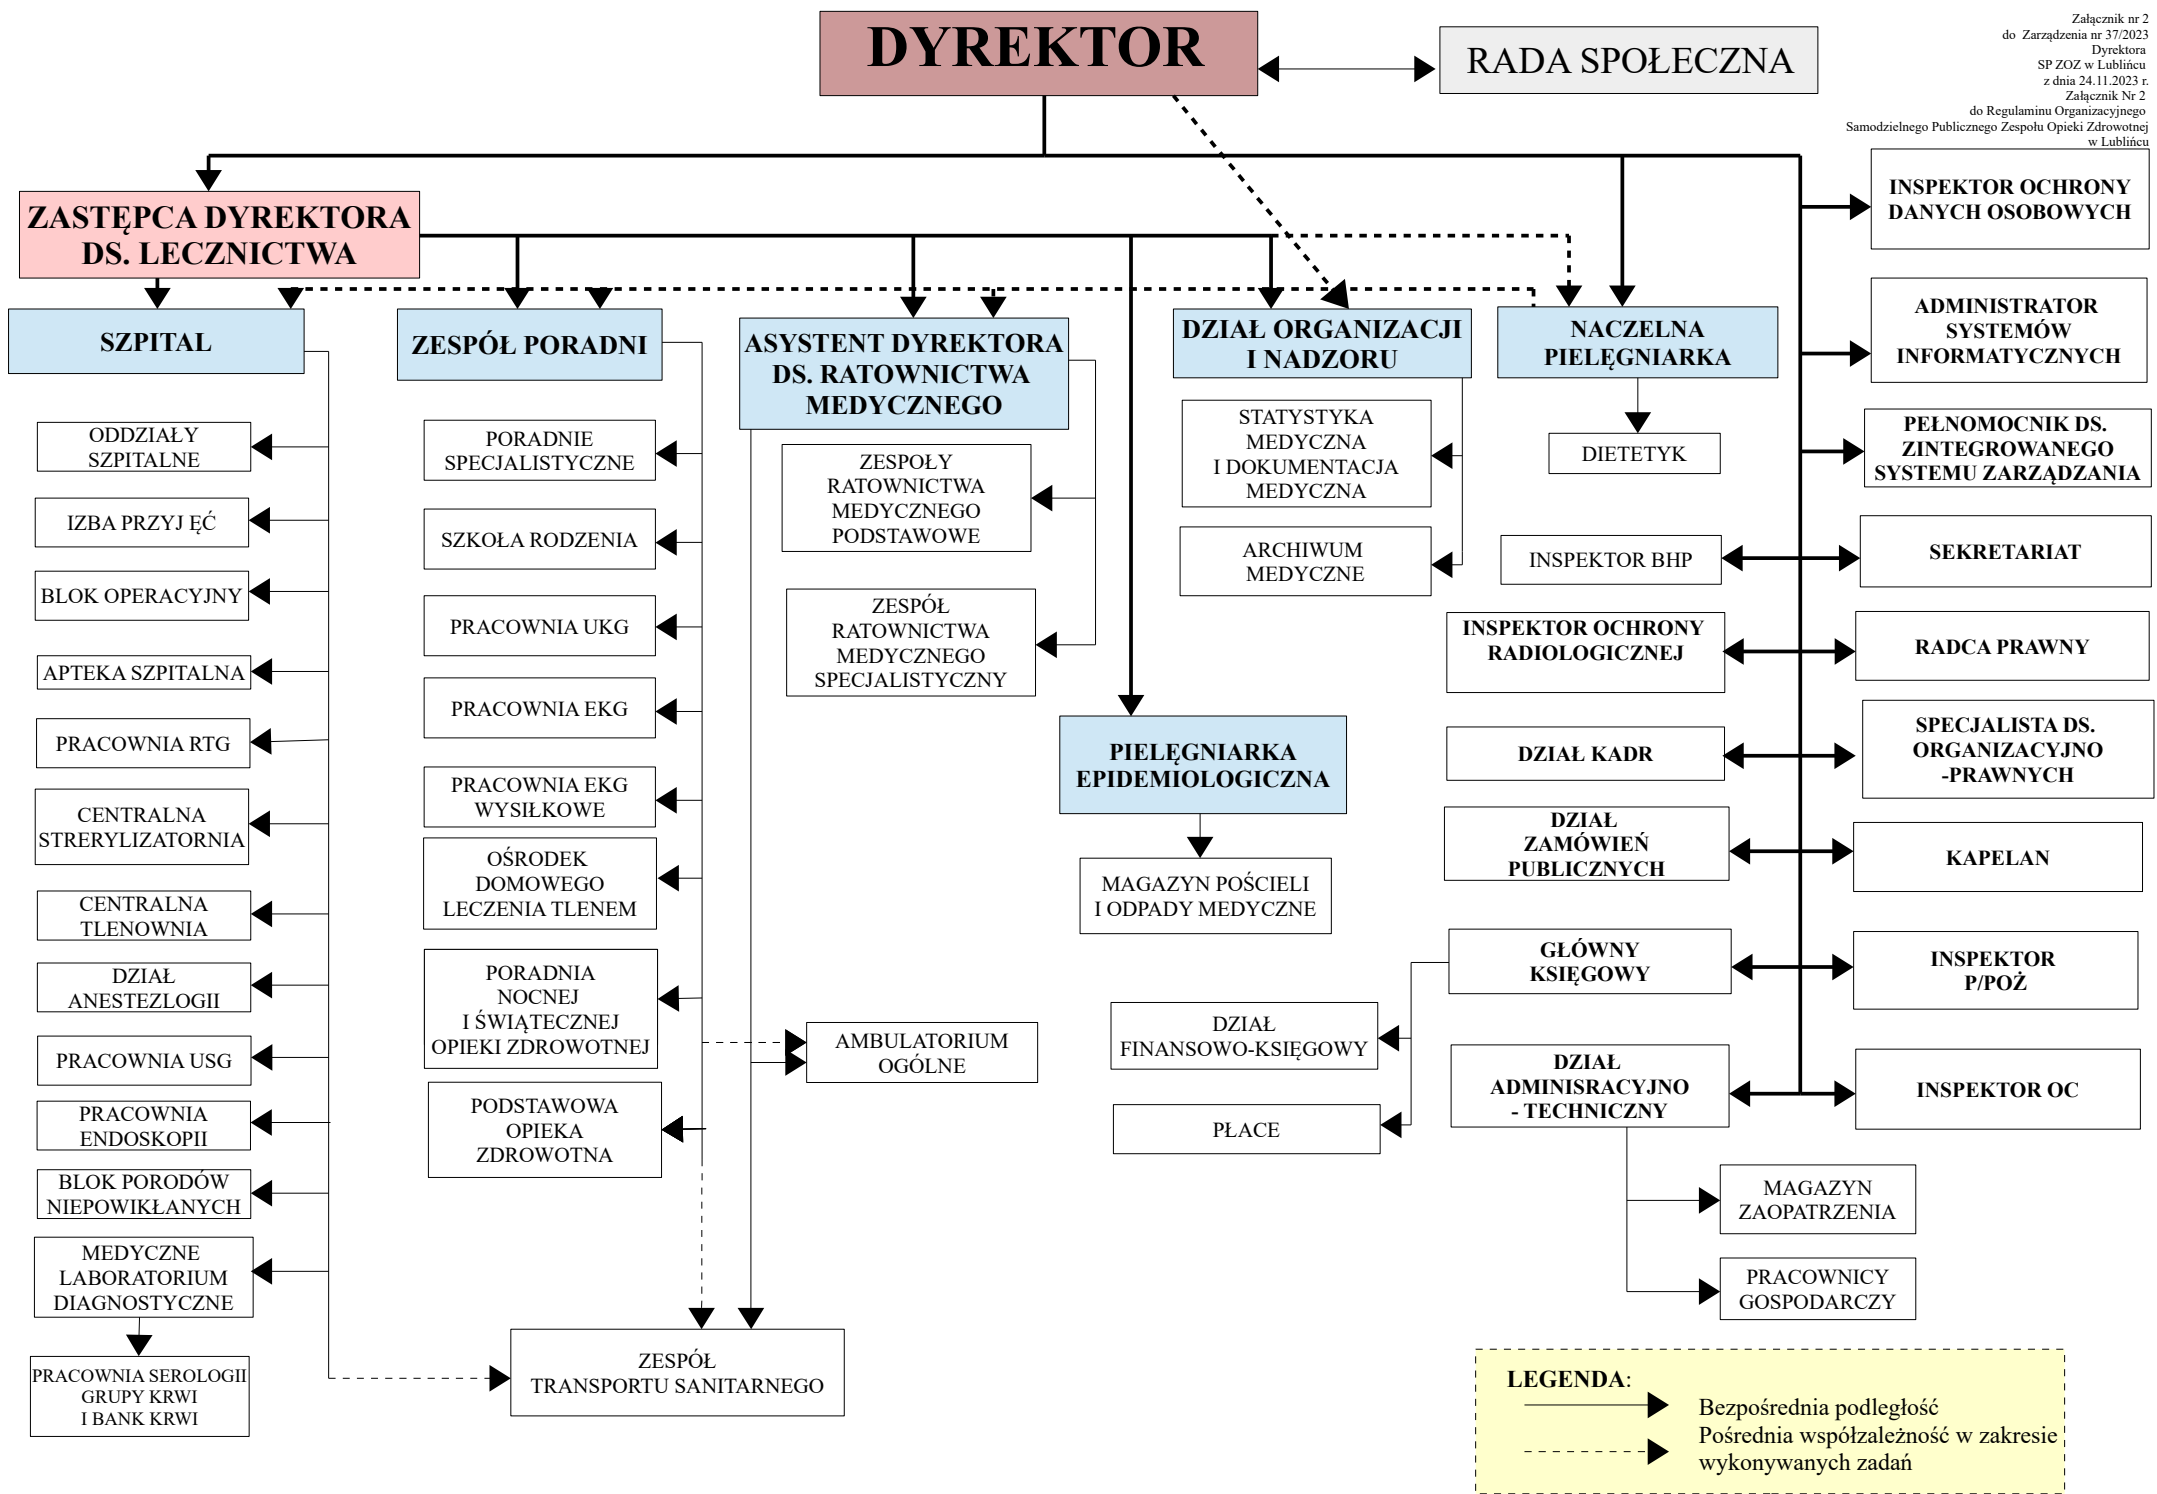 DYREKTOR
RADA SPOŁECZNA
Załącznik nr 2
do Zarządzenia nr 37/2023
Dyrektora
SP ZOZ w Lublińcu
z dnia 24.11.2023 r.
Załącznik Nr 2
do Regulaminu Organizacyjnego
Samodzielnego Publicznego Zespołu Opieki Zdrowotnej
w Lublińcu
ZASTĘPCA DYREKTORA
DS. LECZNICTWA
SZPITAL
ODDZIAŁY
SZPITALNE
IZBA PRZYJ ĘĆ
BLOK OPERACYJNY
APTEKA SZPITALNA
PRACOWNIA RTG
CENTRALNA
STRERYLIZATORNIA
CENTRALNA
TLENOWNIA
DZIAŁ
ANESTEZLOGII
PRACOWNIA USG
PRACOWNIA
ENDOSKOPII
BLOK PORODÓW
NIEPOWIKŁANYCH
MEDYCZNE
LABORATORIUM
DIAGNOSTYCZNE
PRACOWNIA SEROLOGII
GRUPY KRWI
I BANK KRWI
ZESPÓŁ PORADNI
PORADNIE
SPECJALISTYCZNE
SZKOŁA RODZENIA
PRACOWNIA UKG
PRACOWNIA EKG
PRACOWNIA EKG
WYSIŁKOWE
OŚRODEK
DOMOWEGO
LECZENIA TLENEM
PORADNIA
NOCNEJ
I ŚWIĄTECZNEJ
OPIEKI ZDROWOTNEJ
PODSTAWOWA
OPIEKA
ZDROWOTNA
ZESPÓŁ
TRANSPORTU SANITARNEGO
ASYSTENT DYREKTORA
DS. RATOWNICTWA
MEDYCZNEGO
ZESPOŁY
RATOWNICTWA
MEDYCZNEGO
PODSTAWOWE
ZESPÓŁ
RATOWNICTWA
MEDYCZNEGO
SPECJALISTYCZNY
AMBULATORIUM
OGÓLNE
DZIAŁ ORGANIZACJI
I NADZORU
STATYSTYKA
MEDYCZNA
I DOKUMENTACJA
MEDYCZNA
ARCHIWUM
MEDYCZNE
PIELĘGNIARKA
EPIDEMIOLOGICZNA
MAGAZYN POŚCIELI
I ODPADY MEDYCZNE
NACZELNA
PIELĘGNIARKA
DIETETYK
INSPEKTOR BHP
INSPEKTOR OCHRONY
RADIOLOGICZNEJ
DZIAŁ KADR
DZIAŁ
ZAMÓWIEŃ
PUBLICZNYCH
GŁÓWNY
KSIĘGOWY
DZIAŁ
FINANSOWO-KSIĘGOWY
PŁACE
DZIAŁ
ADMINISRACYJNO
- TECHNICZNY
MAGAZYN
ZAOPATRZENIA
PRACOWNICY
GOSPODARCZY
INSPEKTOR OCHRONY
DANYCH OSOBOWYCH
ADMINISTRATOR
SYSTEMÓW
INFORMATYCZNYCH
PEŁNOMOCNIK DS.
ZINTEGROWANEGO
SYSTEMU ZARZĄDZANIA
SEKRETARIAT
RADCA PRAWNY
SPECJALISTA DS.
ORGANIZACYJNO
-PRAWNYCH
KAPELAN
INSPEKTOR
P/POŻ
INSPEKTOR OC
LEGENDA:
Bezpośrednia podległość
Pośrednia współzależność w zakresie
wykonywanych zadań